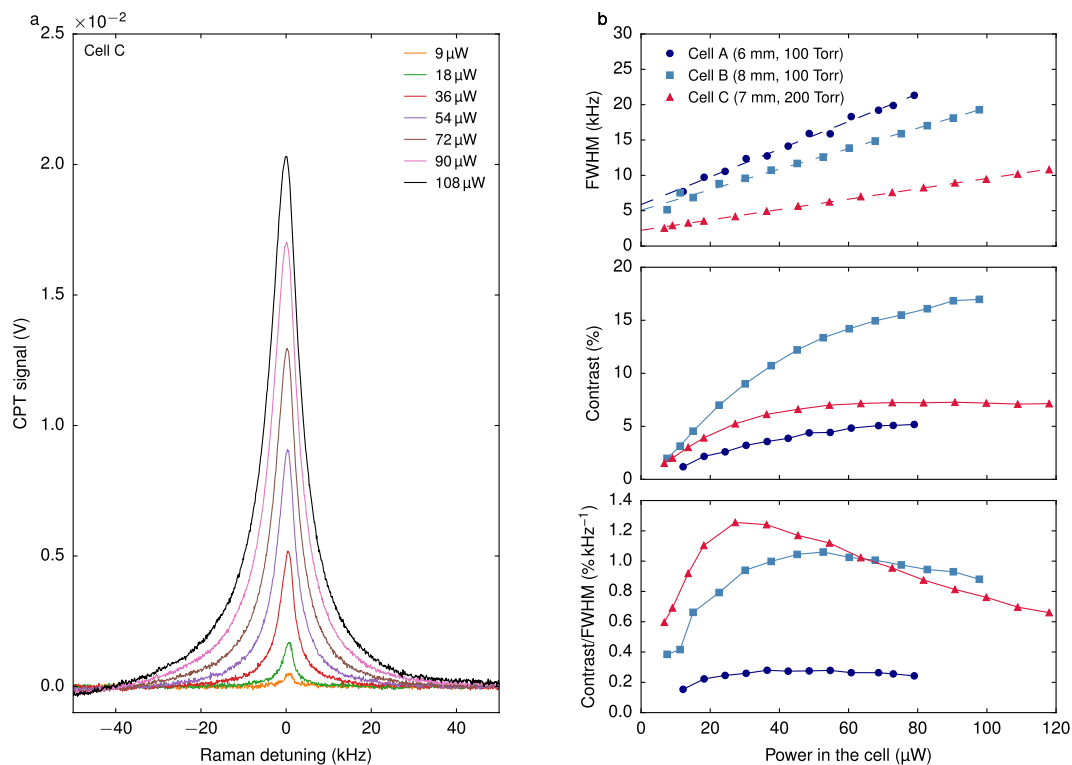 a
×10−2
Cell C
9 μW
18 μW
36 μW
54 μW
72 μW
90 μW
108 μW
2.5
2.0
1.5
1.0
0.5
0.0
CPT signal (V)
−40
−20
0
20
40
Raman detuning (kHz)
b
Cell A (6 mm, 100 Torr)
Cell B (8 mm, 100 Torr)
Cell C (7 mm, 200 Torr)
30
25
20
15
10
5
0
FWHM (kHz)
20
15
10
5
0
Contrast (%)
1.4
1.2
1.0
0.8
0.6
0.4
0.2
0.0
Contrast/FWHM (% kHz−1)
0
20
40
60
80
100
120
Power in the cell (μW)